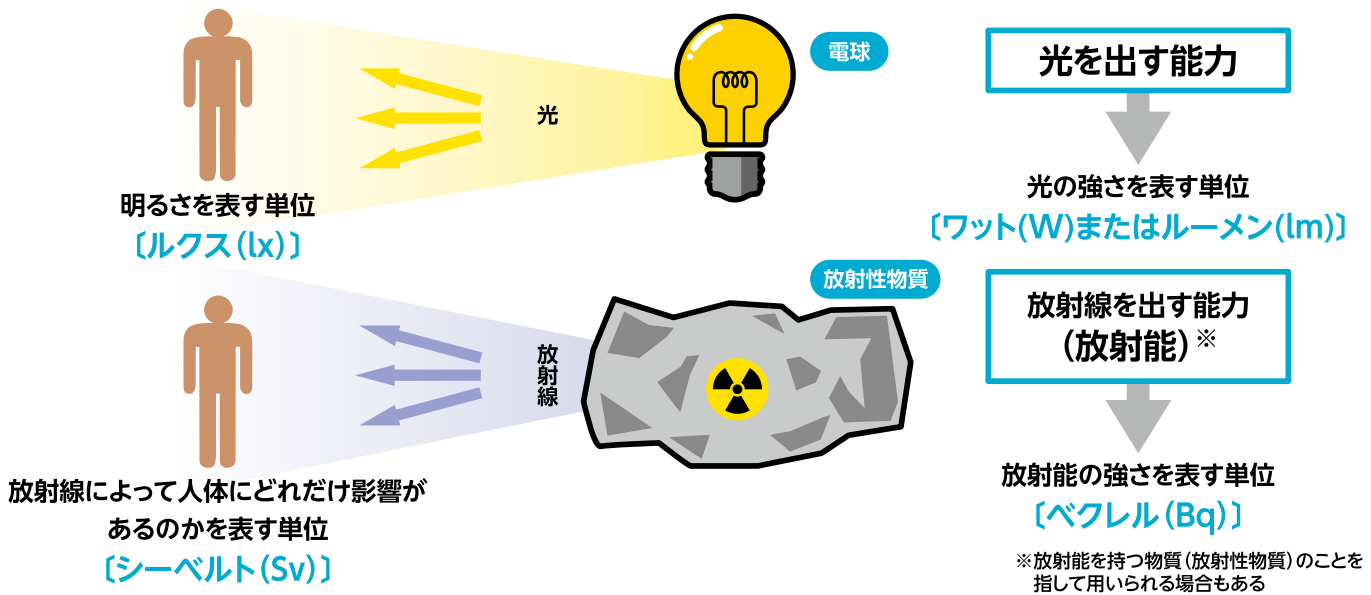 電球
光を出す能力
光
光の強さを表す単位
〔ワット(W)またはルーメン(lm)〕
明るさを表す単位
〔ルクス(lx)〕
放射性物質
放射線を出す能力
(放射能)※
放射線
放射能の強さを表す単位
〔ベクレル(Bq)〕
放射線によって人体にどれだけ影響が
あるのかを表す単位
〔シーベルト(Sv)〕
※放射能を持つ物質(放射性物質)のことを
指して用いられる場合もある